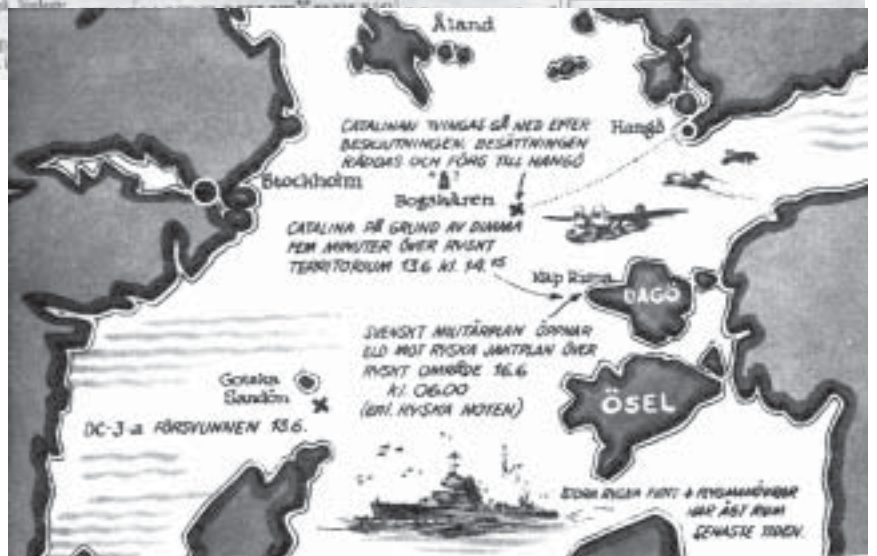 Åland
CATALINAN TVINGAS GÅ NED EFTER
BESKJUTNINGEN. BESÄTTNINGEN
RÄDDAS OCH FÖRS TILL HANGÖ
Hangö
Stockholm
Bogskären
CATALINA PÅ GRUND AV DIMMA
FEM MINUTER ÖVER RYSKT
TERRITORIUM 13.6 kl. 14.15
Kap Ristna
DAGÖ
SVENSKT MILITÄRPLAN ÖPPNAR
ELD MOT RYSKA JAKTPLAN ÖVER
RYSKT OMRÅDE 16.6
kl. 06.00
(enl. RYSKA NOTEN)
Gotska
Sandön
ÖSEL
DC-3-a FÖRSVUNNEN 13.6.
STORA RYSKA FLOTT- & FLYGMANÖVRER
HAR ÄGT RUM
SENASTE TIDEN.